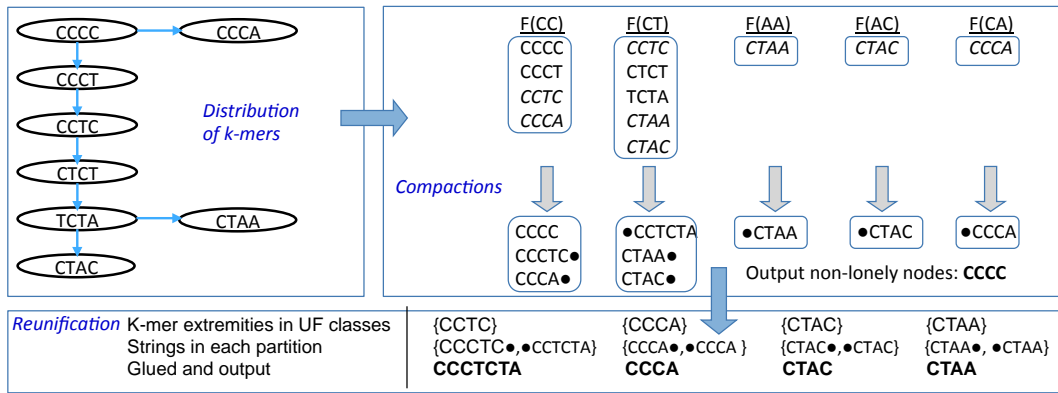 CCCC
CCCA
CCCT
CCTC
CTCT
TCTA
CTAA
CTAC
Distribution
of k-mers
F(CC)
CCCC
CCCT
CCTC
CCCA
F(CT)
CCTC
CTCT
TCTA
CTAA
CTAC
F(AA)
CTAA
F(AC)
CTAC
F(CA)
CCCA
Compactions
CCCC
CCCTC●
CCCA●
●CCTCTA
CTAA●
CTAC●
●CTAA
●CTAC
●CCCA
Output non-lonely nodes: CCCC
Reunification
K-mer extremities in UF classes
Strings in each partition
Glued and output
{CCTC}
{CCCTC●,●CCTCTA}
CCCTCTA
{CCCA}
{CCCA●,●CCCA }
CCCA
{CTAC}
{CTAC●,●CTAC}
CTAC
{CTAA}
{CTAA●, ●CTAA}
CTAA